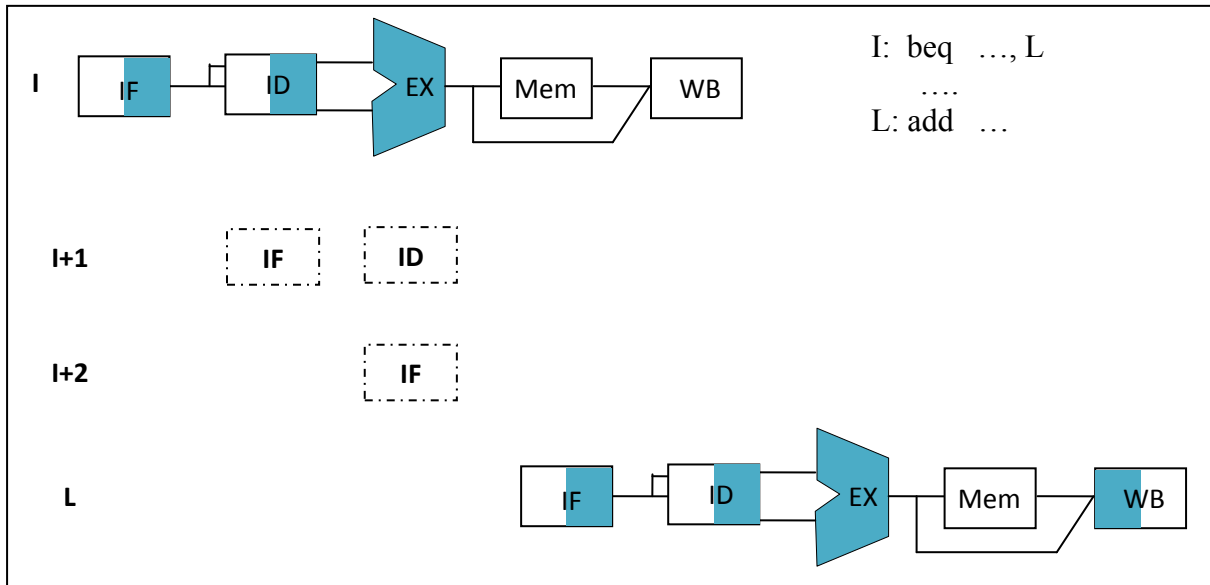 I IF ID EX Mem WB
I: beq …, L
….
L: add …
I+1 IF ID
I+2 IF
L IF ID EX Mem WB